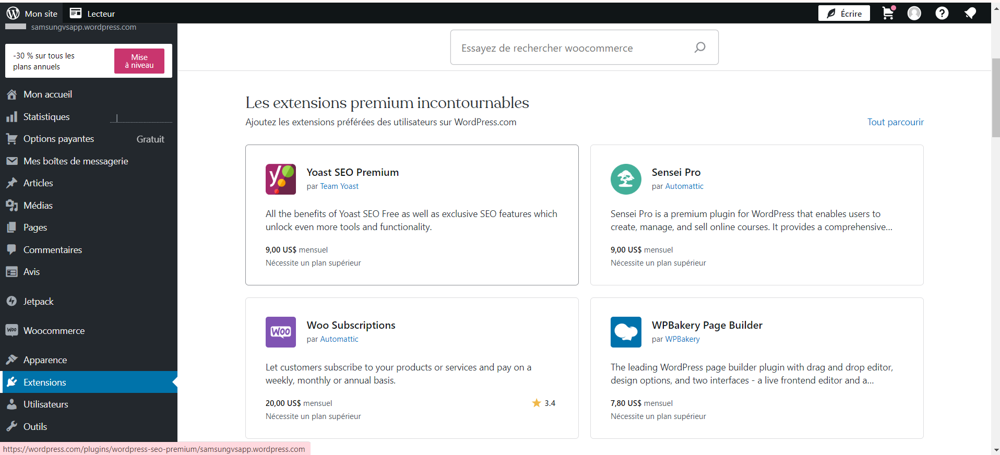 Mon site
Lecteur
Écrire
samsungvsapp.wordpress.com
-30 % sur tous les
plans annuels
Mise
à niveau
Mon accueil
Statistiques
Options payantes
Gratuit
Mes boîtes de messagerie
Articles
Médias
Pages
Commentaires
Avis
Jetpack
Woocommerce
Apparence
Extensions
Utilisateurs
Outils
https://wordpress.com/plugins/wordpress-seo-premium/samsungvsapp.wordpress.com
Essayez de rechercher woocommerce
Les extensions premium incontournables
Ajoutez les extensions préférées des utilisateurs sur WordPress.com
Tout parcourir
Yoast SEO Premium
par Team Yoast
All the benefits of Yoast SEO Free as well as exclusive SEO features which
unlock even more tools and functionality.
9,00 US$ mensuel
Nécessite un plan supérieur
Sensei Pro
par Automattic
Sensei Pro is a premium plugin for WordPress that enables users to
create, manage, and sell online courses. It provides a comprehensive...
9,00 US$ mensuel
Nécessite un plan supérieur
Woo
Woo Subscriptions
par Automattic
Let customers subscribe to your products or services and pay on a
weekly, monthly or annual basis.
20,00 US$ mensuel
3.4
Nécessite un plan supérieur
WPBakery Page Builder
par WPBakery
The leading WordPress page builder plugin with drag and drop editor,
design options, and two interfaces - a live frontend editor and a...
7,80 US$ mensuel
Nécessite un plan supérieur